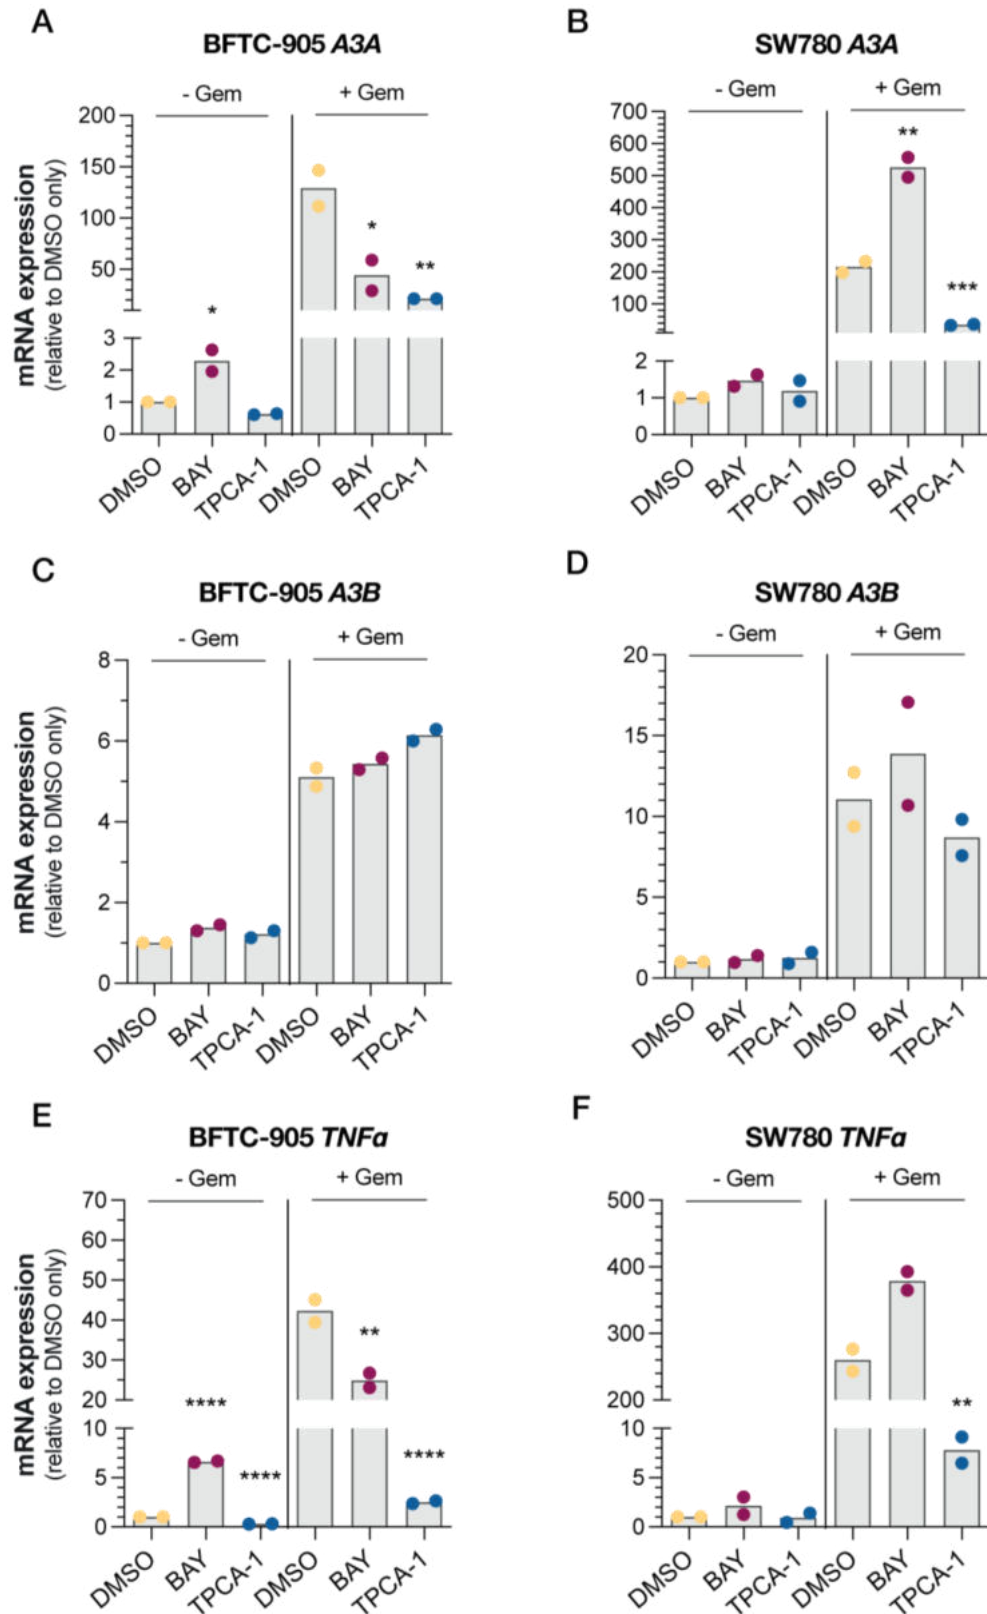 A
BFTC-905 A3A
- Gem
+ Gem
mRNA expression
(relative to DMSO only)
200
150
100
50
3
2
1
0
*
*
**
DMSO
BAY
TPCA-1
DMSO
BAY
TPCA-1
B
SW780 A3A
- Gem
+ Gem
700
600
500
400
300
200
100
2
1
0
**
***
DMSO
BAY
TPCA-1
DMSO
BAY
TPCA-1
C
BFTC-905 A3B
- Gem
+ Gem
mRNA expression
(relative to DMSO only)
8
6
4
2
0
DMSO
BAY
TPCA-1
DMSO
BAY
TPCA-1
D
SW780 A3B
- Gem
+ Gem
20
15
10
5
0
DMSO
BAY
TPCA-1
DMSO
BAY
TPCA-1
E
BFTC-905 TNFα
- Gem
+ Gem
mRNA expression
(relative to DMSO only)
70
60
50
40
30
20
10
5
0
****
****
**
****
DMSO
BAY
TPCA-1
DMSO
BAY
TPCA-1
F
SW780 TNFα
- Gem
+ Gem
500
400
300
200
10
5
0
**
DMSO
BAY
TPCA-1
DMSO
BAY
TPCA-1